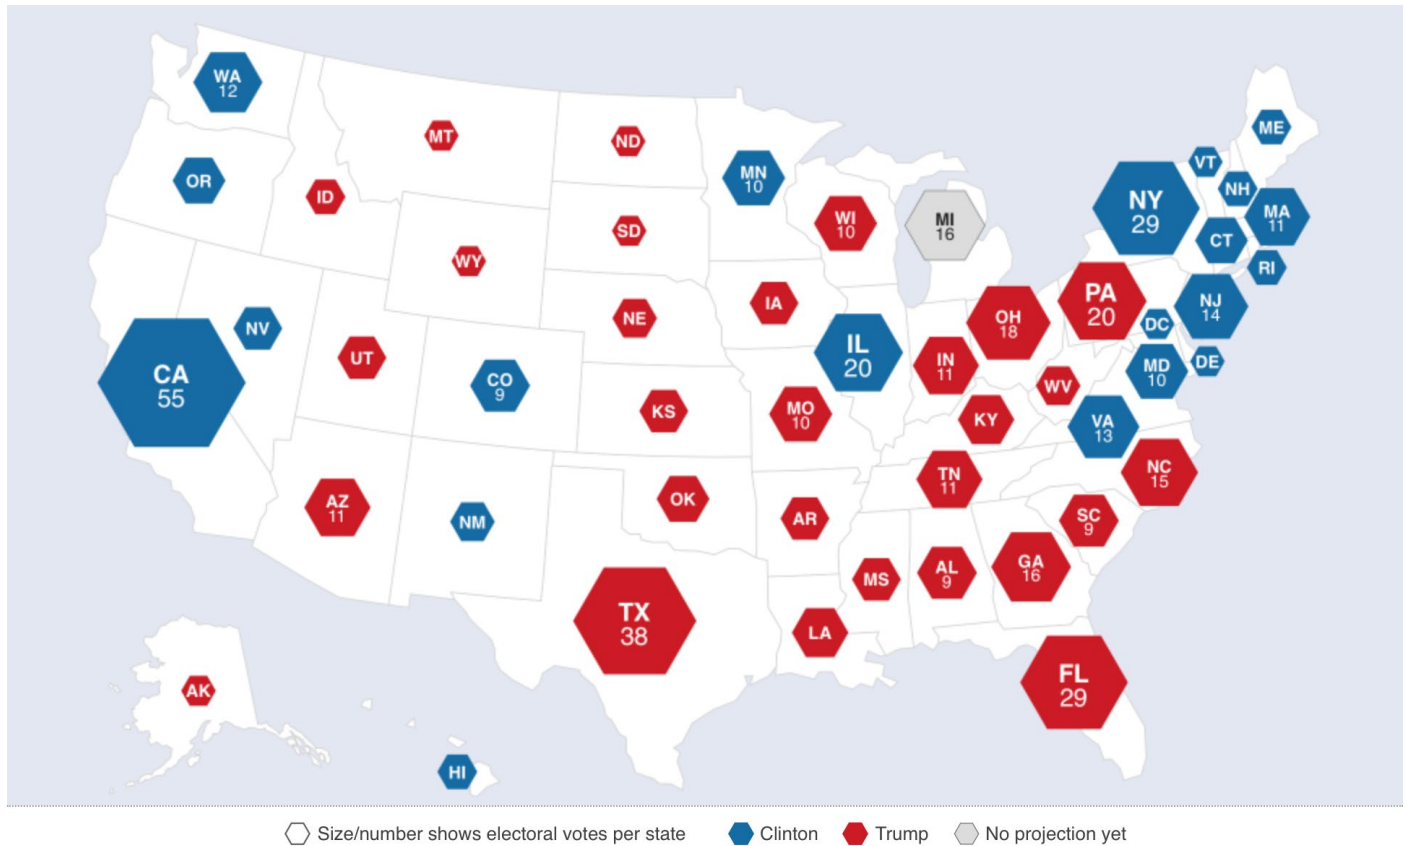 WA
12
MT
ND
ME
VT
MN
10
OR
NH
ID
NY
29
MA
11
WI
10
MI
16
SD
CT
WY
RI
PA
20
IA
NJ
14
NE
OH
18
DC
NV
IL
20
UT
IN
11
MD
10
DE
CA
55
CO
9
WV
KS
MO
10
KY
VA
13
NC
15
TN
11
OK
AZ
11
NM
AR
SC
9
GA
16
AL
9
MS
TX
38
LA
FL
29
AK
HI
Size/number shows electoral votes per state
Clinton
Trump
No projection yet